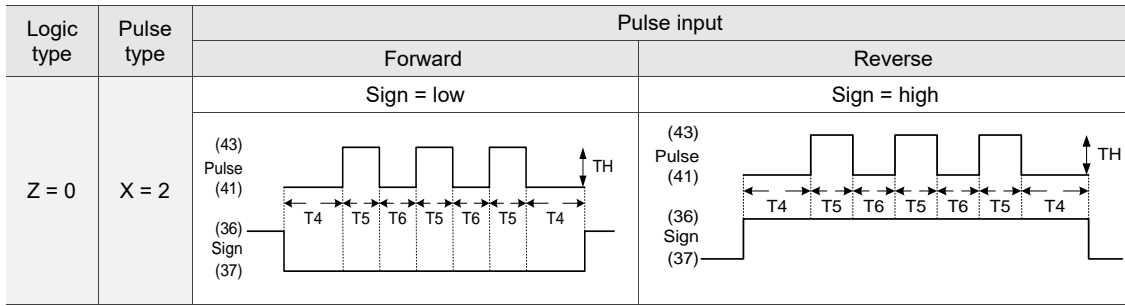 Logic type
Pulse type
Pulse input
Forward
Reverse
Z = 0
X = 2
Sign = low
Sign = high
(43)
Pulse
(41)
TH
T4 T5 T6 T5 T6 T5 T4
(36)
Sign
(37)
(43)
Pulse
(41)
TH
T4 T5 T6 T5 T6 T5 T4
(36)
Sign
(37)